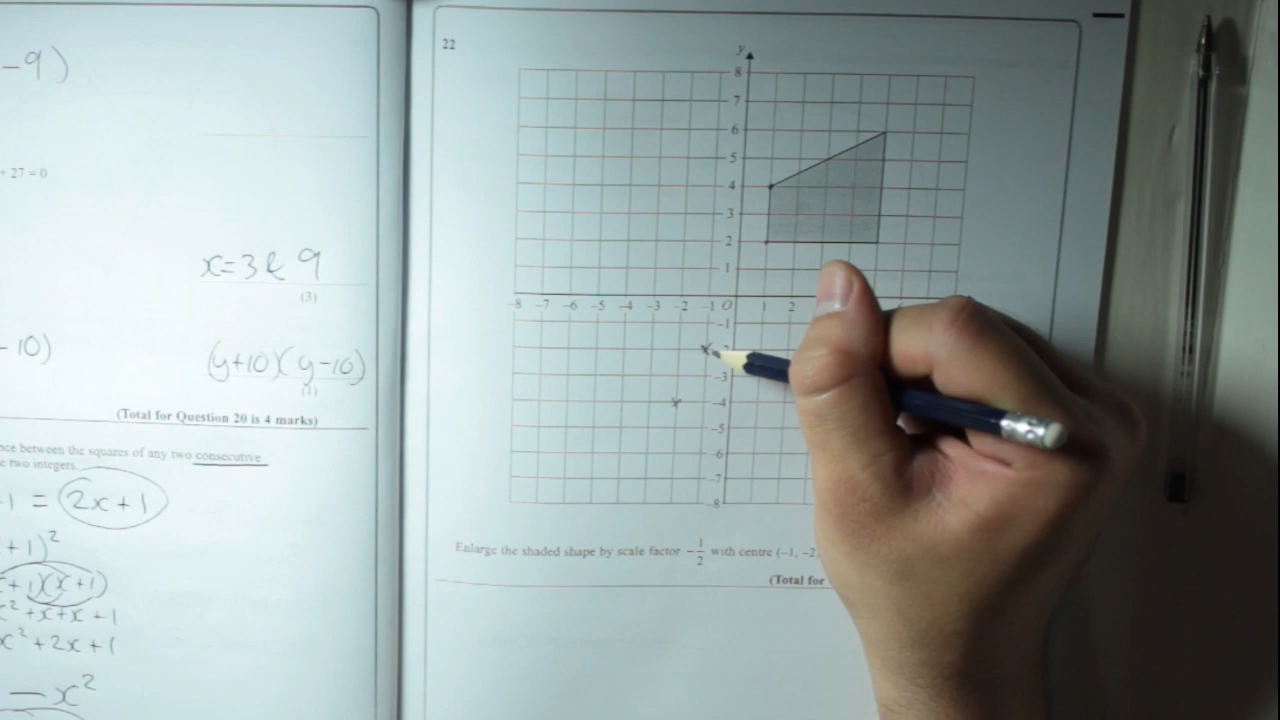 -9)
+ 27 = 0
x=3 & 9
(3)
- 10)
(y+10)(y-10)
(1)
(Total for Question 20 is 4 marks)
nce between the squares of any two consecutive
e two integers.
-1 = 2x+1
+1)²
+1)(x+1)
x²+x+x+1
x²+2x+1
— x²
22
y
8
7
6
5
4
3
2
1
-8 -7 -6 -5 -4 -3 -2 -1 O 1 2
-1
-3
-4
-5
-6
-7
-8
Enlarge the shaded shape by scale factor -1/2 with centre (-1, -2
(Total for